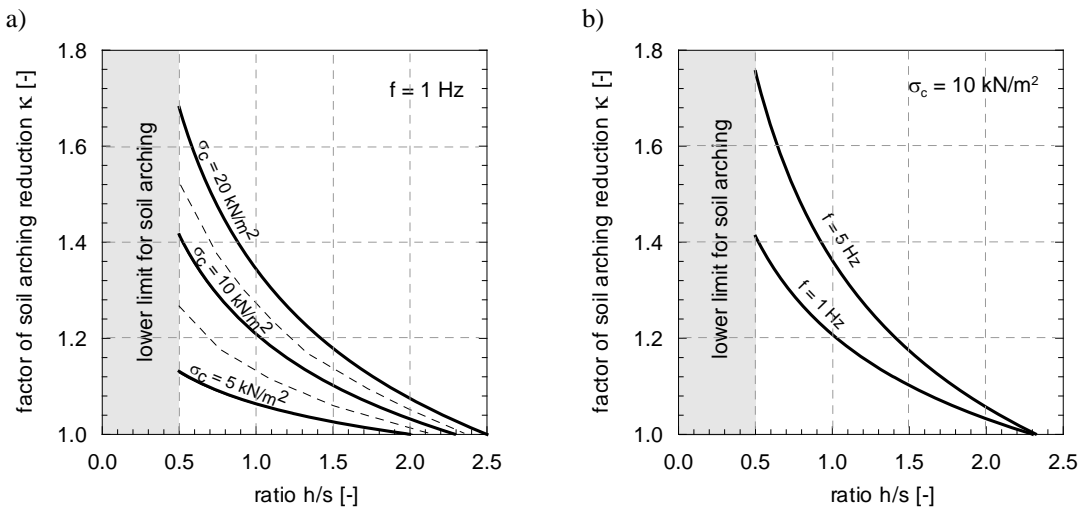 a)
factor of soil arching reduction κ [-]
1.8
1.6
1.4
1.2
1.0
lower limit for soil arching
f = 1 Hz
σc = 20 kN/m²
σc = 10 kN/m²
σc = 5 kN/m²
0.0 0.5 1.0 1.5 2.0 2.5
ratio h/s [-]
b)
factor of soil arching reduction κ [-]
1.8
1.6
1.4
1.2
1.0
lower limit for soil arching
σc = 10 kN/m²
f = 5 Hz
f = 1 Hz
0.0 0.5 1.0 1.5 2.0 2.5
ratio h/s [-]